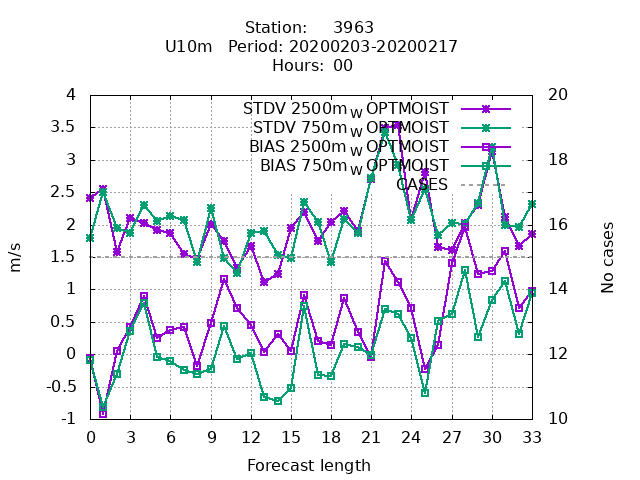 Station: 3963
U10m Period: 20200203-20200217
Hours: 00
STDV 2500m W OPTMOIST
STDV 750m W OPTMOIST
BIAS 2500m W OPTMOIST
BIAS 750m W OPTMOIST
CASES
4
3.5
3
2.5
2
1.5
1
0.5
0
-0.5
-1
m/s
20
18
16
14
12
10
No cases
0 3 6 9 12 15 18 21 24 27 30 33
Forecast length